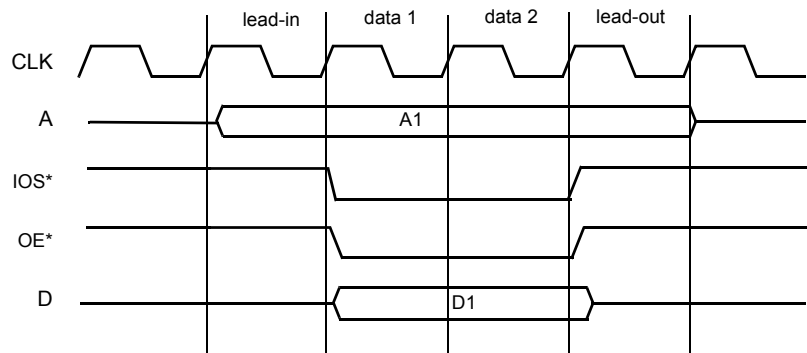 lead-in data 1 data 2 lead-out
CLK
A A1
IOS*
OE*
D D1